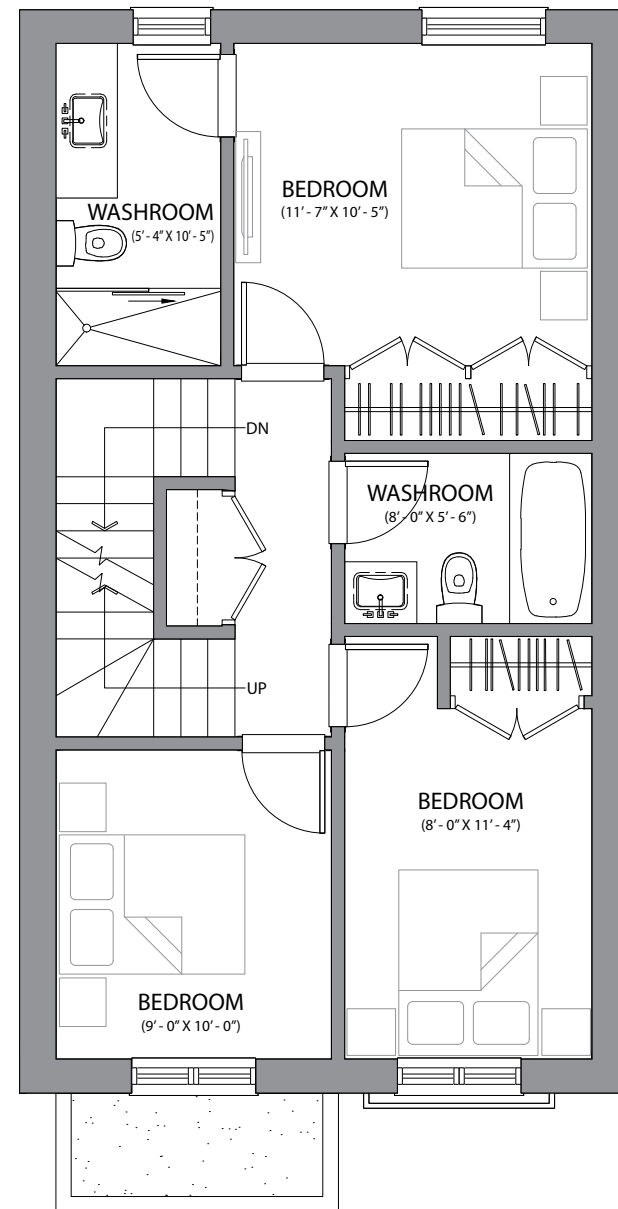 BEDROOM
(11' - 7" X 10' - 5")
WASHROOM
(5' - 4" X 10' - 5")
DN
WASHROOM
(8' - 0" X 5' - 6")
UP
BEDROOM
(8' - 0" X 11' - 4")
BEDROOM
(9' - 0" X 10' - 0")